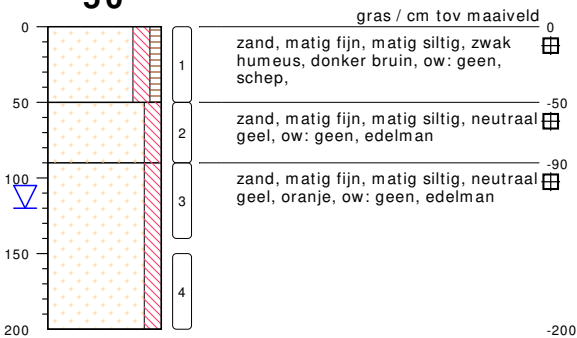 50
gras / cm tov maaiveld
0
0
zand, matig fijn, matig siltig, zwak
humeus, donker bruin, ow: geen,
schep,
1
50
-50
zand, matig fijn, matig siltig, neutraal
geel, ow: geen, edelman
2
-90
100
zand, matig fijn, matig siltig, neutraal
geel, oranje, ow: geen, edelman
3
150
4
200
-200